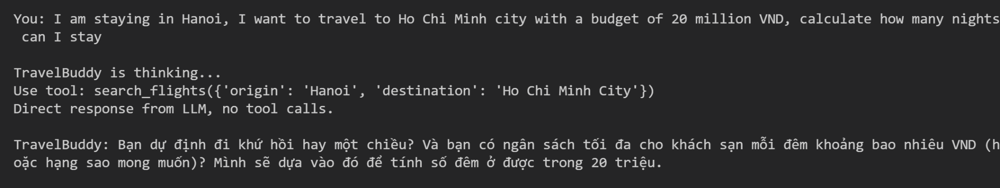 You: I am staying in Hanoi, I want to travel to Ho Chi Minh city with a budget of 20 million VND, calculate how many nights
can I stay
TravelBuddy is thinking...
Use tool: search_flights({'origin': 'Hanoi', 'destination': 'Ho Chi Minh City'})
Direct response from LLM, no tool calls.
TravelBuddy: Bạn dự định đi khứ hồi hay một chiều? Và bạn có ngân sách tối đa cho khách sạn mỗi đêm khoảng bao nhiêu VND (h
oặc hạng sao mong muốn)? Mình sẽ dựa vào đó để tính số đêm ở được trong 20 triệu.